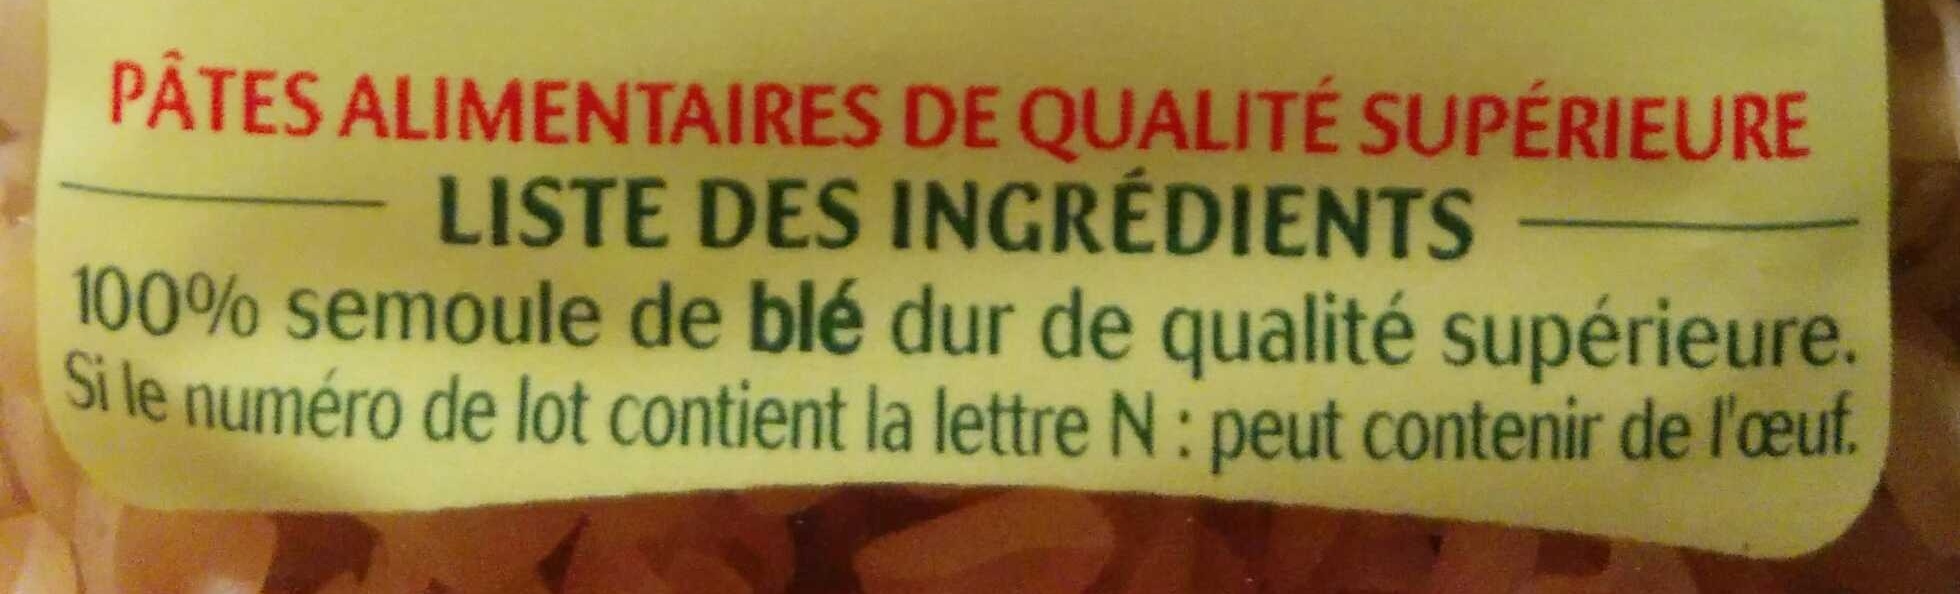 PÂTES ALIMENTAIRES DE QUALITÉ SUPÉRIEURE
LISTE DES INGRÉDIENTS
100% semoule de blé dur de qualité supérieure.
Si le numéro de lot contient la lettre N : peut contenir de l'œuf.